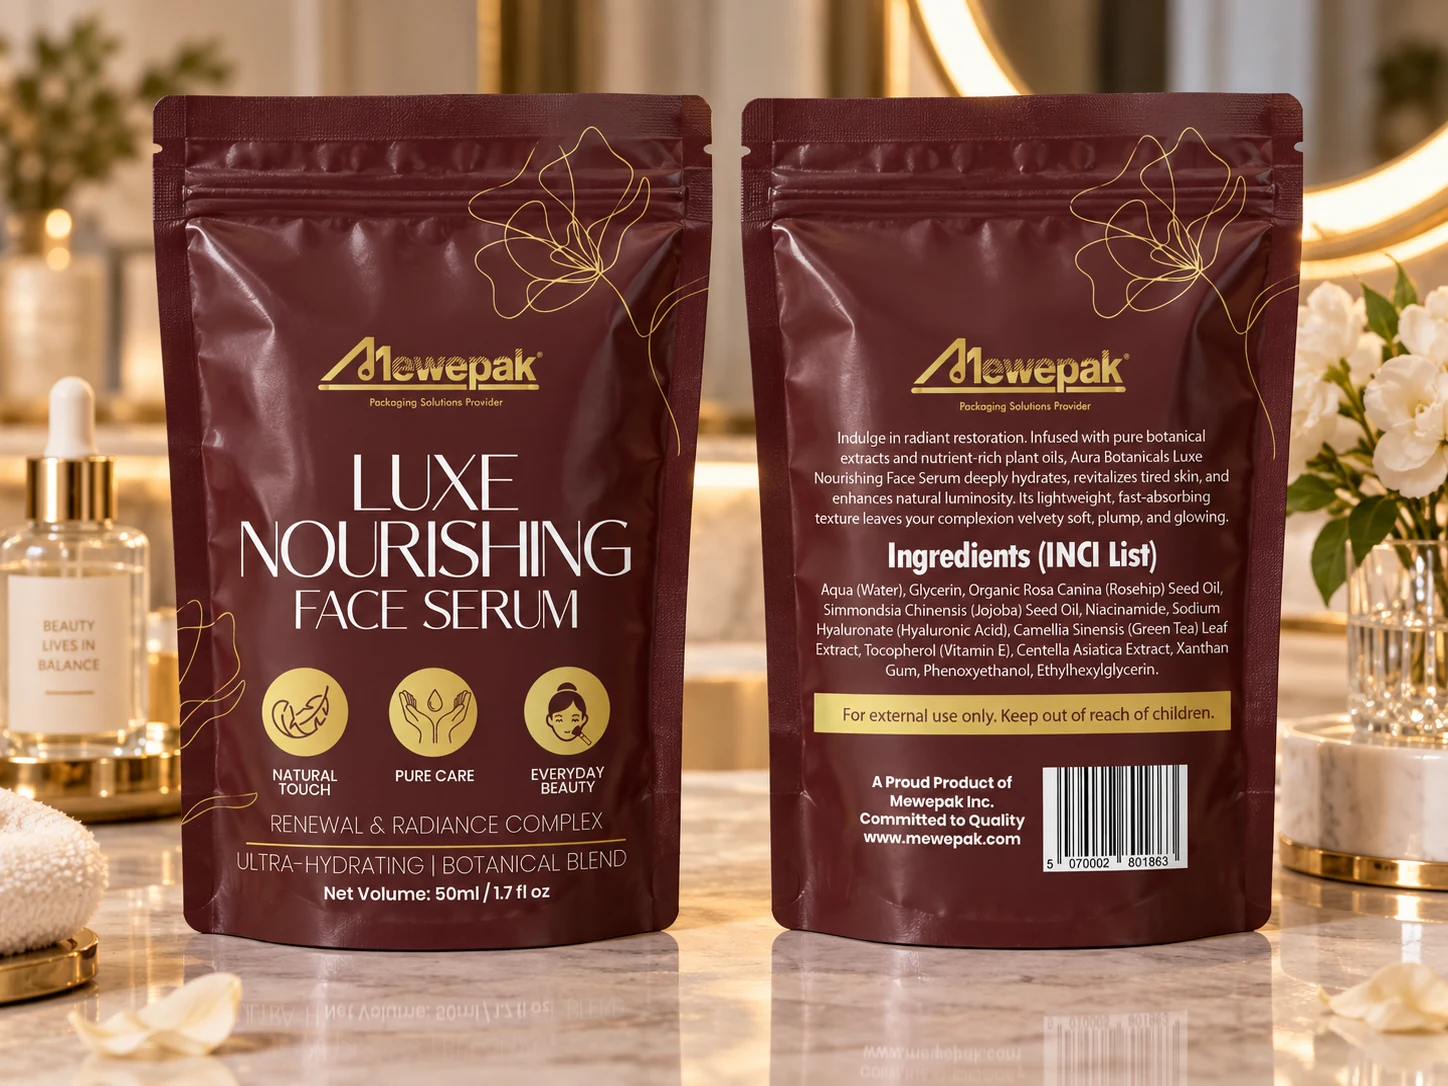 BEAUTY
LIVES IN
BALANCE
Mewepak®
Packaging Solutions Provider
LUXE
NOURISHING
FACE SERUM
NATURAL
TOUCH
PURE CARE
EVERYDAY
BEAUTY
RENEWAL & RADIANCE COMPLEX
ULTRA-HYDRATING | BOTANICAL BLEND
Net Volume: 50ml / 1.7 fl oz
Mewepak®
Packaging Solutions Provider
Indulge in radiant restoration. Infused with pure botanical
extracts and nutrient-rich plant oils, Aura Botanicals Luxe
Nourishing Face Serum deeply hydrates, revitalizes tired skin, and
enhances natural luminosity. Its lightweight, fast-absorbing
texture leaves your complexion velvety soft, plump, and glowing.
Ingredients (INCI List)
Aqua (Water), Glycerin, Organic Rosa Canina (Rosehip) Seed Oil,
Simmondsia Chinensis (Jojoba) Seed Oil, Niacinamide, Sodium
Hyaluronate (Hyaluronic Acid), Camellia Sinensis (Green Tea) Leaf
Extract, Tocopherol (Vitamin E), Centella Asiatica Extract, Xanthan
Gum, Phenoxyethanol, Ethylhexylglycerin.
For external use only. Keep out of reach of children.
A Proud Product of
Mewepak Inc.
Committed to Quality
www.mewepak.com
5 070002 801863